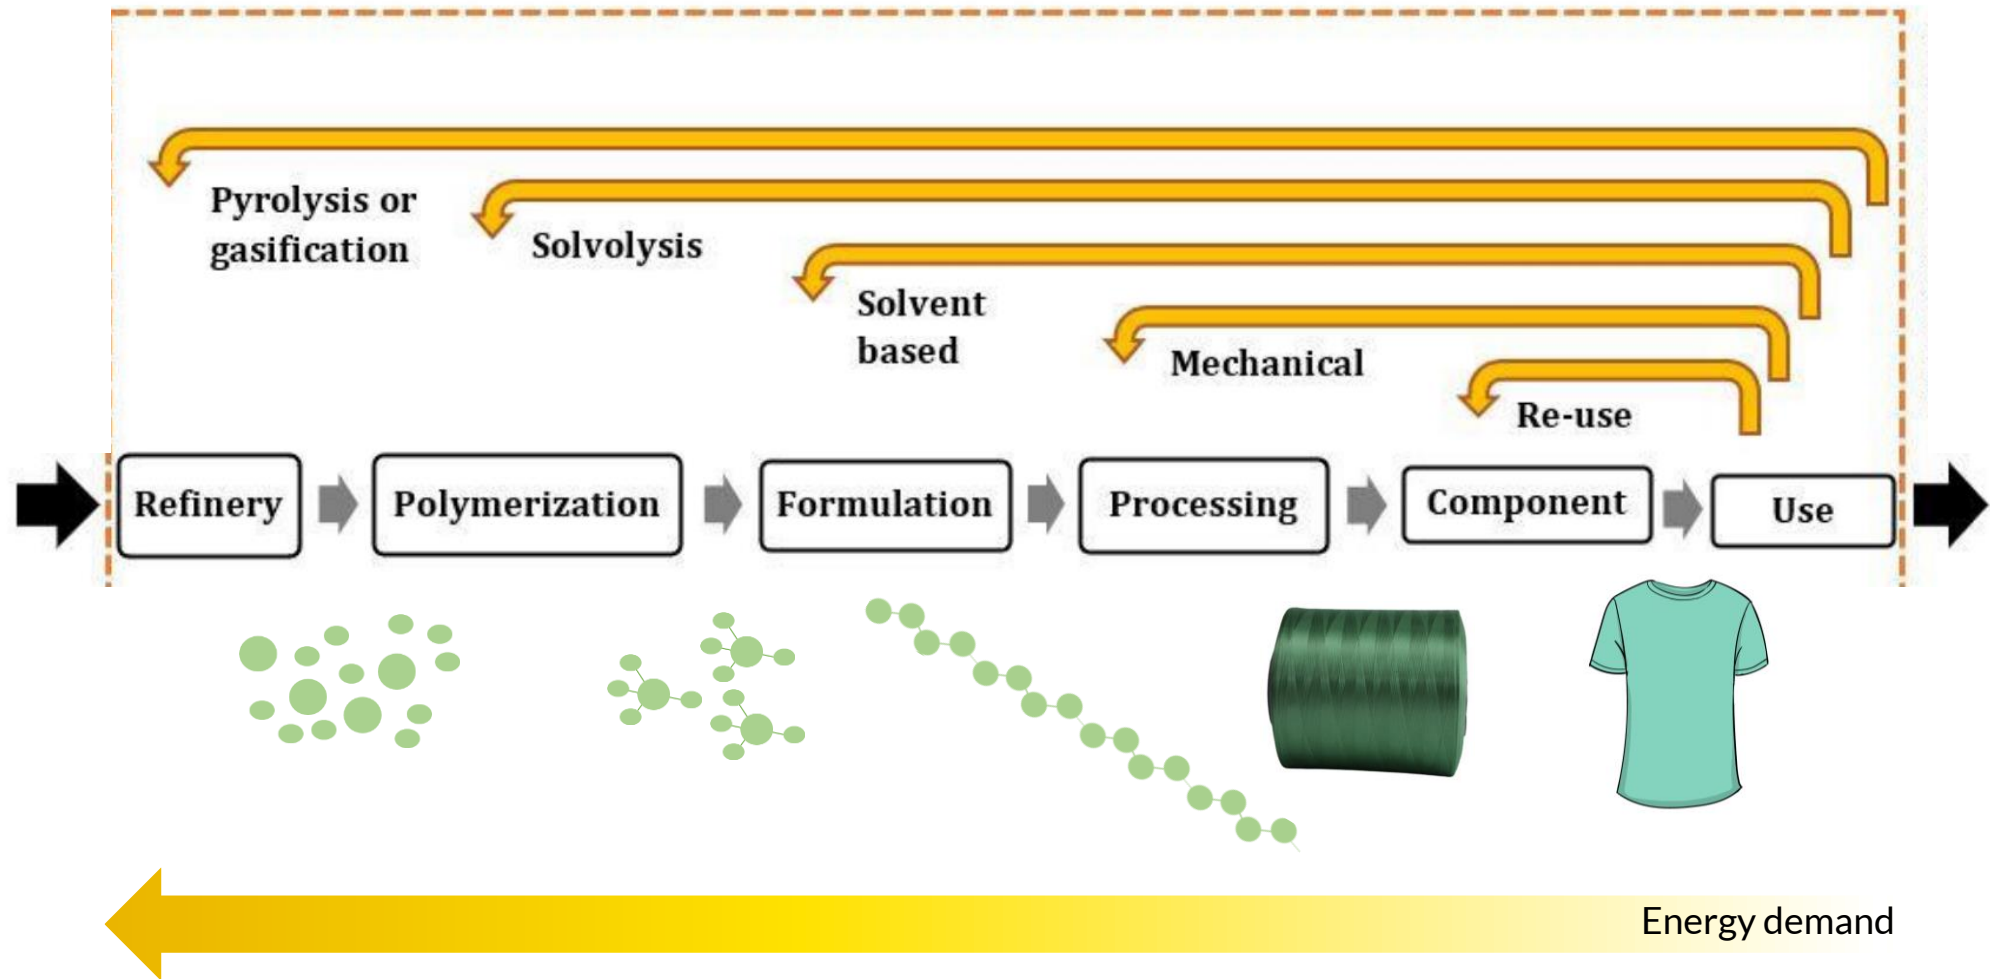 Pyrolysis or
gasification
Solvolysis
Solvent
based
Mechanical
Re-use
Refinery
Polymerization
Formulation
Processing
Component
Use
Energy demand